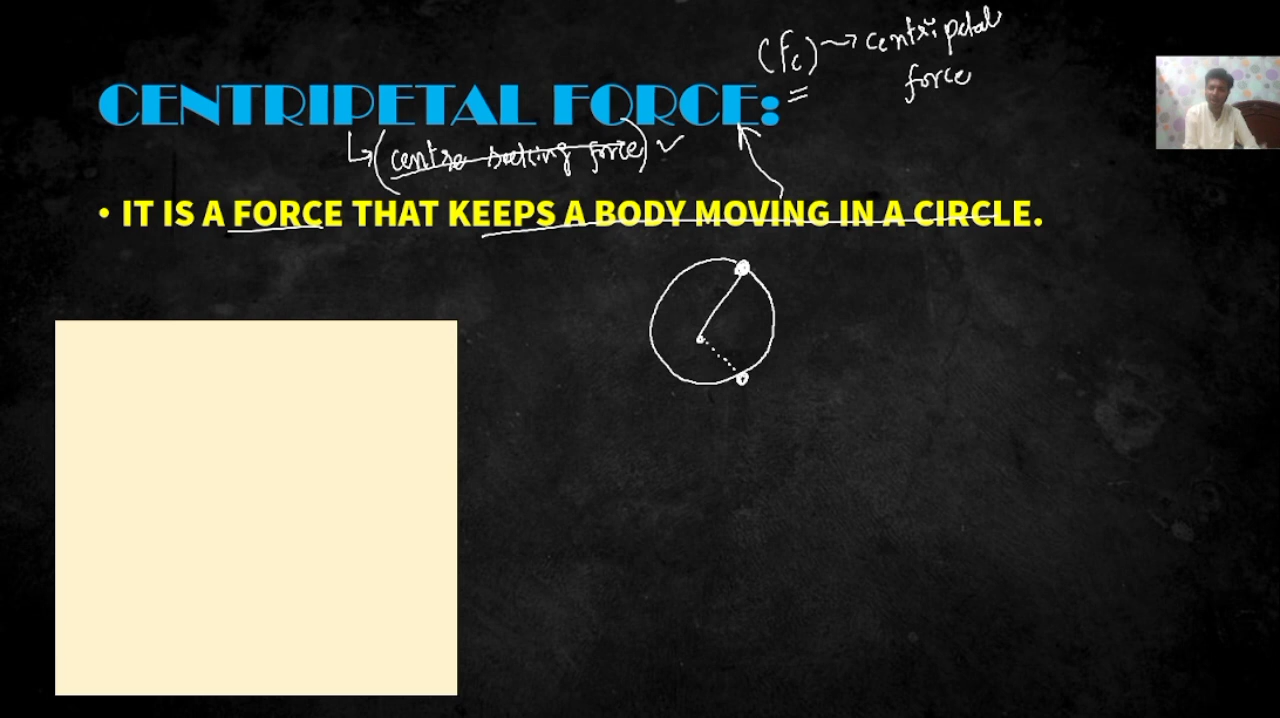 (Fc) → centripetal
force
CENTRIPETAL FORCE: =
↳ (centre seeking force) ✓
• IT IS A FORCE THAT KEEPS A BODY MOVING IN A CIRCLE.